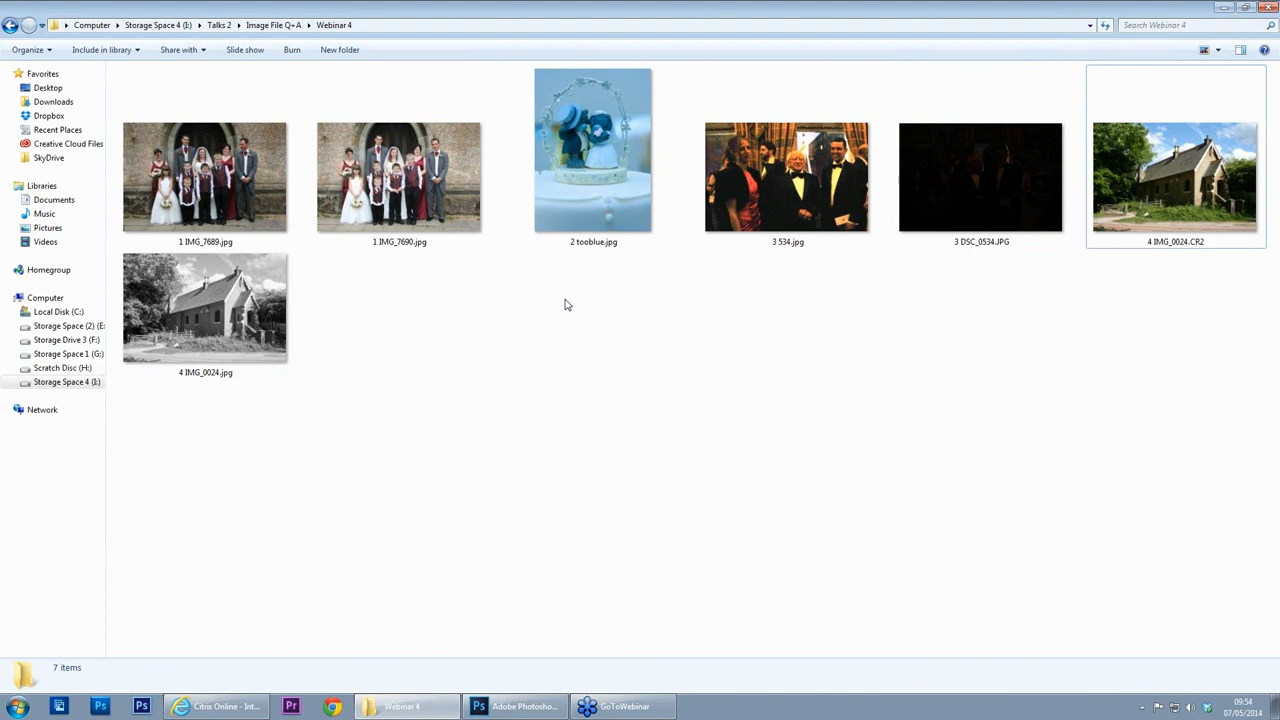 Computer ▸ Storage Space 4 (I:) ▸ Talks 2 ▸ Image File Q+A ▸ Webinar 4
Search Webinar 4
Organize Include in library Share with Slide show Burn New folder
Favorites
Desktop
Downloads
Dropbox
Recent Places
Creative Cloud Files
SkyDrive
Libraries
Documents
Music
Pictures
Videos
Homegroup
Computer
Local Disk (C:)
Storage Space (2) (E:
Storage Drive 3 (F:)
Storage Space 1 (G:)
Scratch Disc (H:)
Storage Space 4 (I:)
Network
1 IMG_7689.jpg
1 IMG_7690.jpg
2 tooblue.jpg
3 534.jpg
3 DSC_0534.JPG
4 IMG_0024.CR2
4 IMG_0024.jpg
7 items
Ps
Ps
Citrix Online - Int...
Pr
Webinar 4
Ps
Adobe Photosho...
GoToWebinar
09:54
07/05/2014